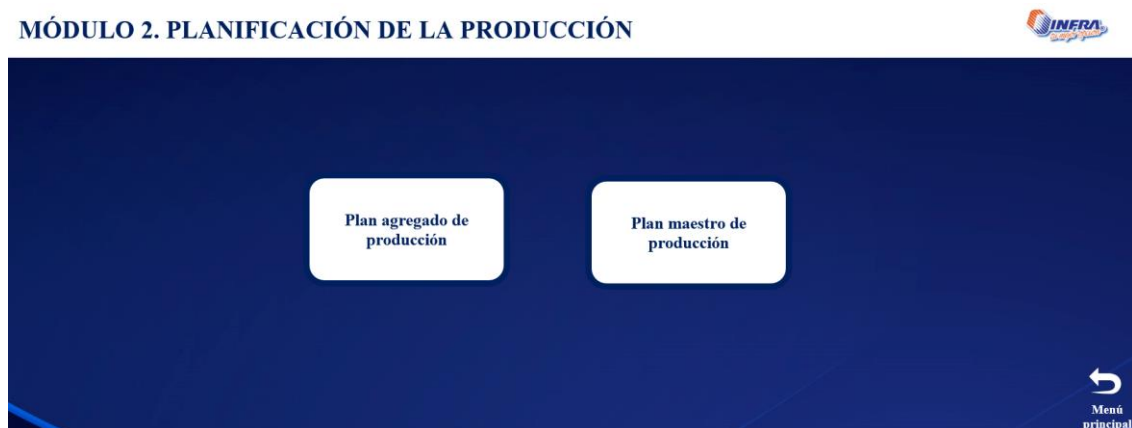 MÓDULO 2. PLANIFICACIÓN DE LA PRODUCCIÓN
INFRA
Plan agregado de
producción
Plan maestro de
producción
Menú
principal